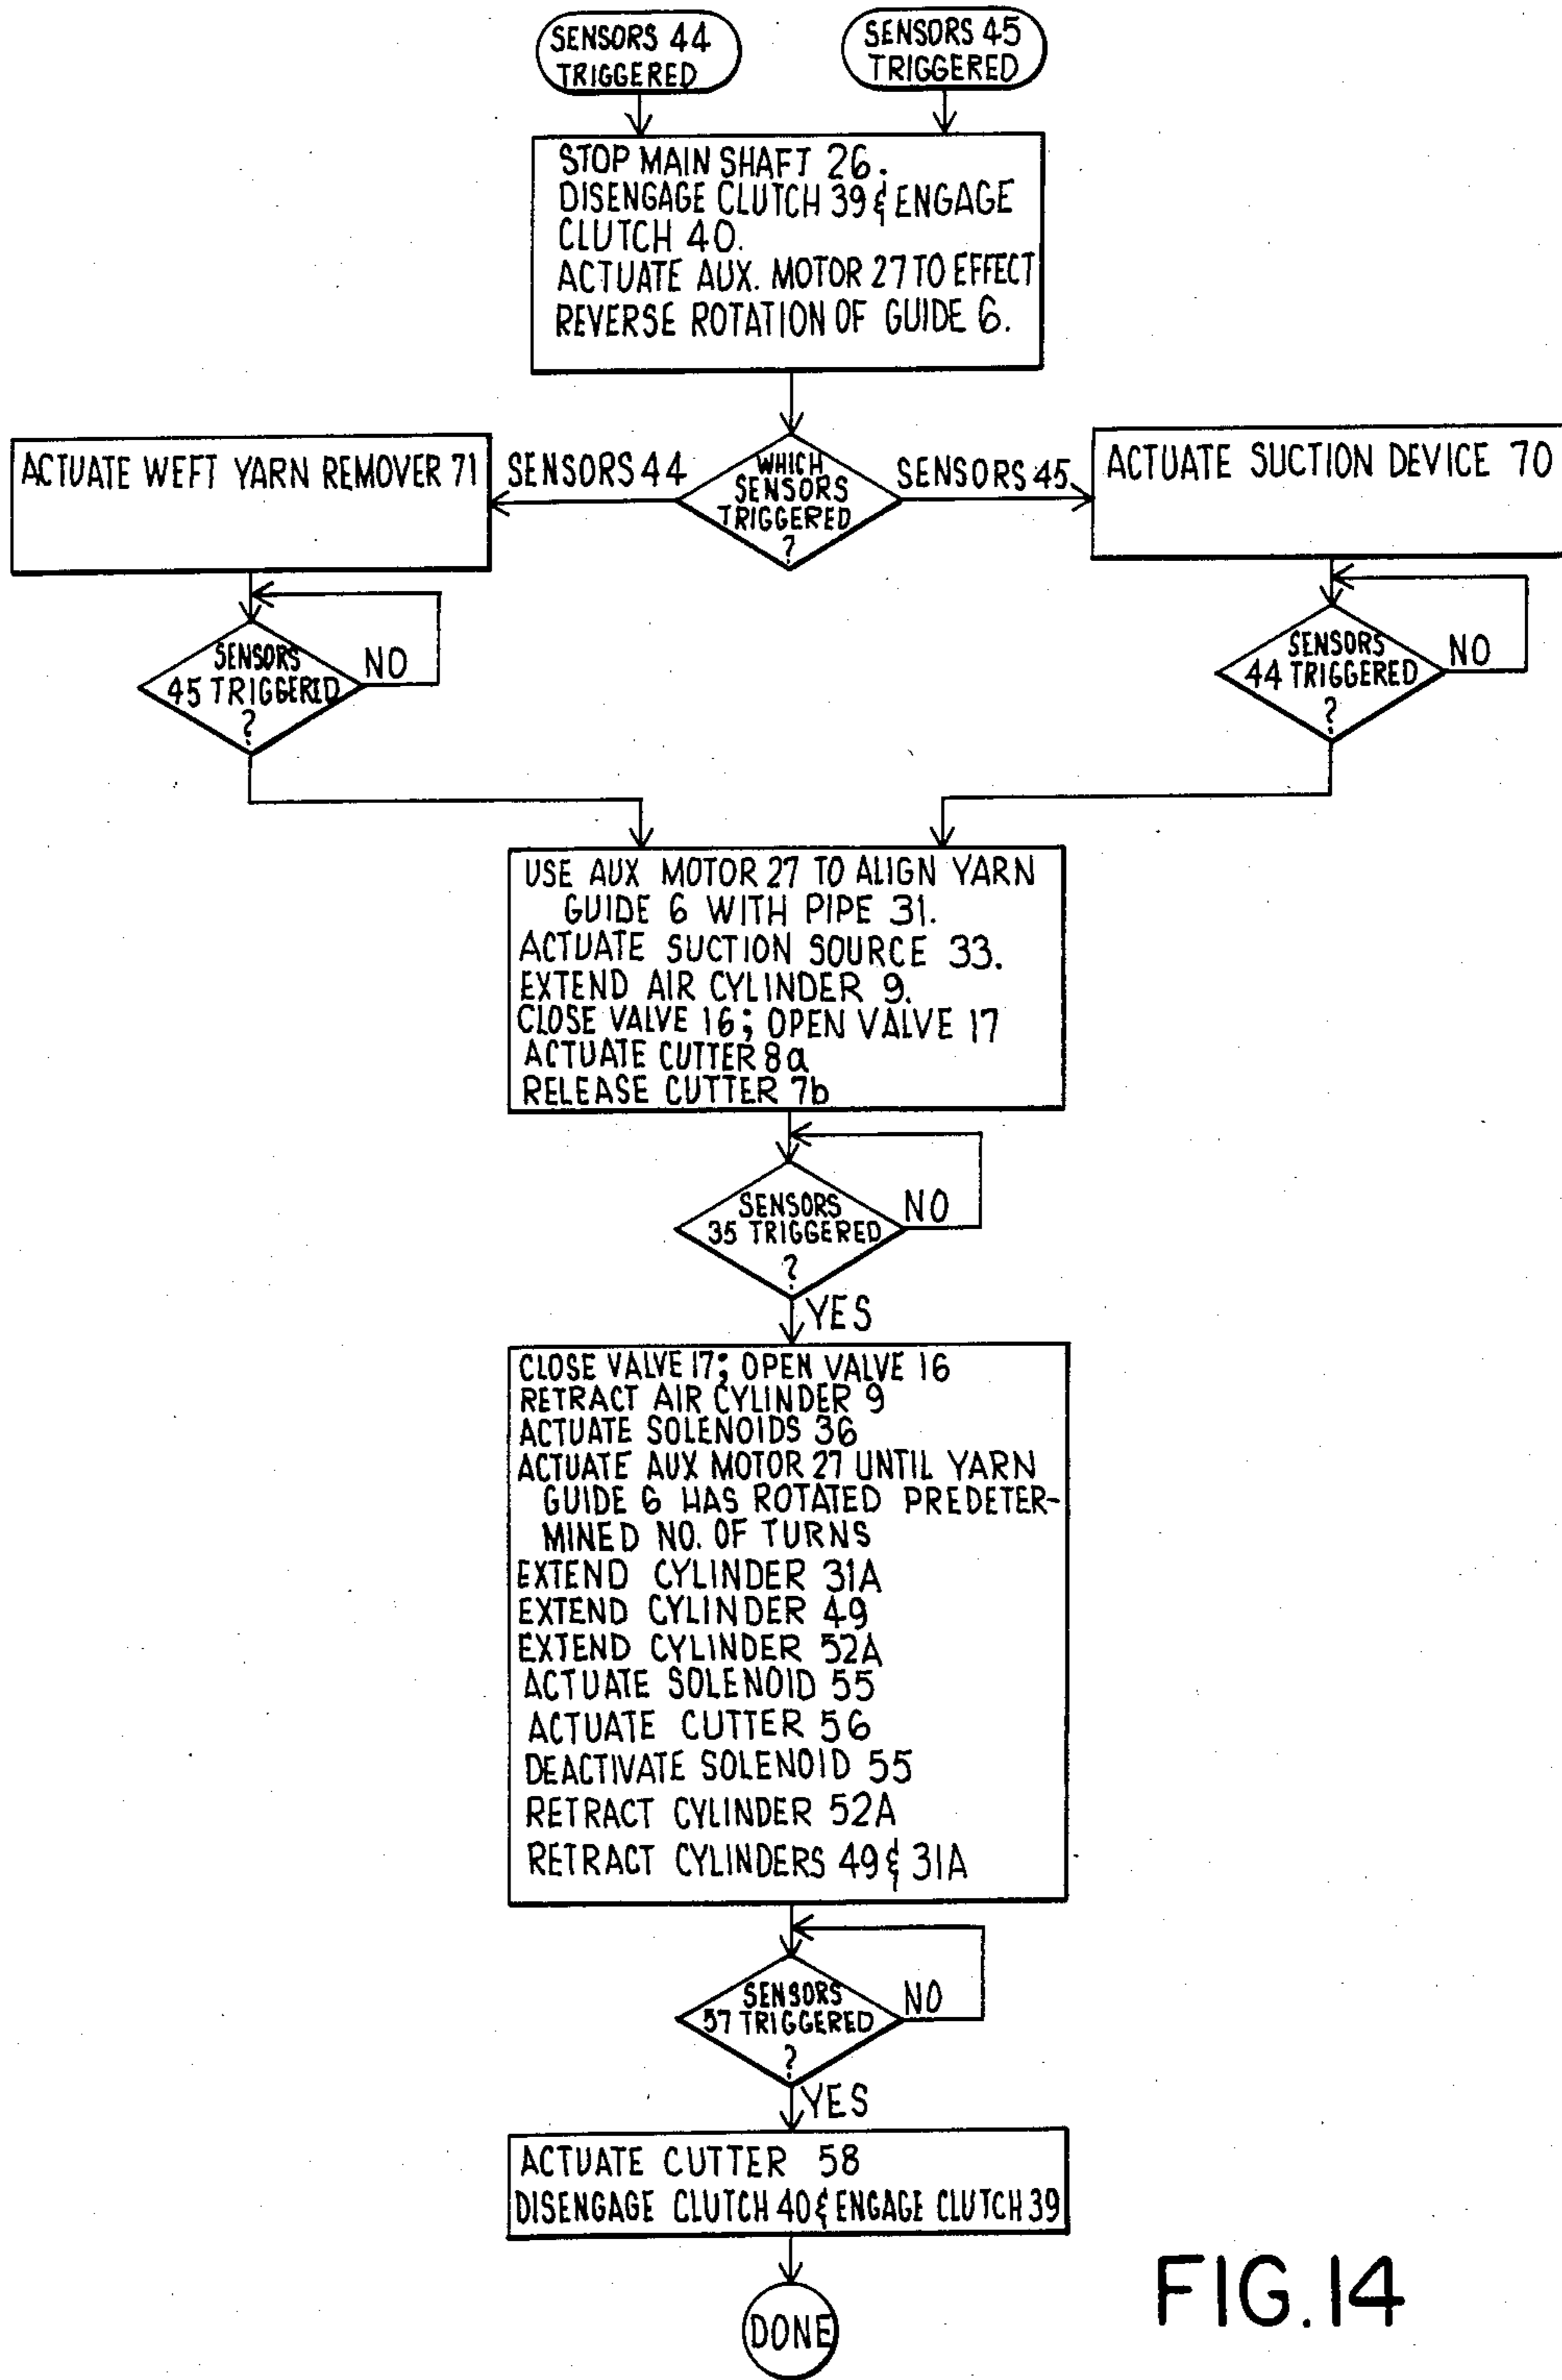 SENSORS 44
TRIGGERED
SENSORS 45
TRIGGERED
STOP MAIN SHAFT 26.
DISENGAGE CLUTCH 39 & ENGAGE
CLUTCH 40.
ACTUATE AUX. MOTOR 27 TO EFFECT
REVERSE ROTATION OF GUIDE 6.
ACTUATE WEFT YARN REMOVER 71
SENSORS 44
WHICH
SENSORS
TRIGGERED
?
SENSORS 45
ACTUATE SUCTION DEVICE 70
SENSORS
45 TRIGGERED
?
NO
SENSORS
44 TRIGGERED
?
NO
USE AUX MOTOR 27 TO ALIGN YARN
GUIDE 6 WITH PIPE 31.
ACTUATE SUCTION SOURCE 33.
EXTEND AIR CYLINDER 9.
CLOSE VALVE 16; OPEN VALVE 17
ACTUATE CUTTER 8a
RELEASE CUTTER 7b
SENSORS
35 TRIGGERED
?
NO
YES
CLOSE VALVE 17; OPEN VALVE 16
RETRACT AIR CYLINDER 9
ACTUATE SOLENOIDS 36
ACTUATE AUX MOTOR 27 UNTIL YARN
GUIDE 6 HAS ROTATED PREDETER-
MINED NO. OF TURNS
EXTEND CYLINDER 31A
EXTEND CYLINDER 49
EXTEND CYLINDER 52A
ACTUATE SOLENOID 55
ACTUATE CUTTER 56
DEACTIVATE SOLENOID 55
RETRACT CYLINDER 52A
RETRACT CYLINDERS 49 & 31A
SENSORS
57 TRIGGERED
?
NO
YES
ACTUATE CUTTER 58
DISENGAGE CLUTCH 40 & ENGAGE CLUTCH 39
DONE
FIG. 14